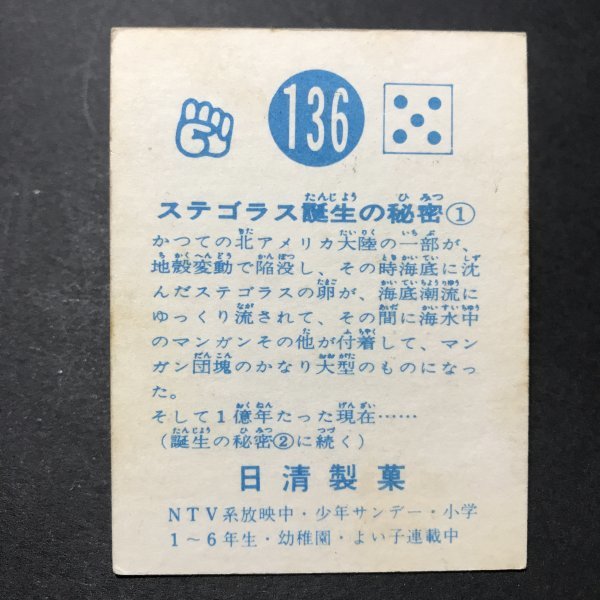 136
ステゴラス誕生の秘密①
かつての北アメリカ大陸の一部が、
地殻変動で陥没し、その時海底に沈
んだステゴラスの卵が、海底潮流に
ゆっくり流されて、その間に海水中
のマンガンその他が付着して、マン
ガン団塊のかなり大型のものになっ
た。
そして1億年たった現在……
(誕生の秘密②に続く)
日清製菓
NTV系放映中・少年サンデー・小学
1～6年生・幼稚園・よい子連載中